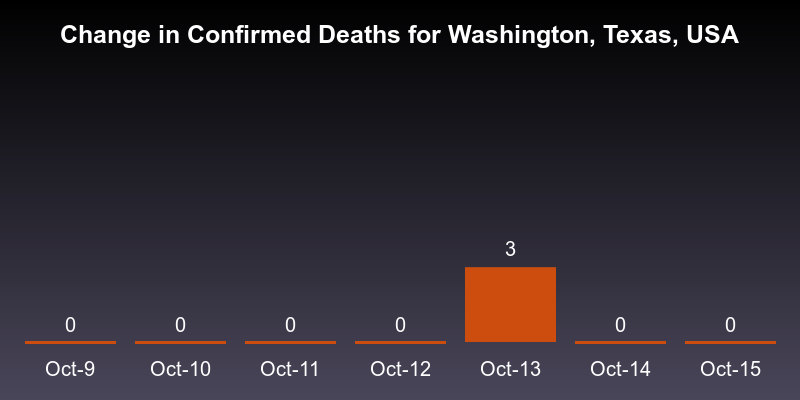 Change in Confirmed Deaths for Washington, Texas, USA
3
0 0 0 0 0 0
Oct-9 Oct-10 Oct-11 Oct-12 Oct-13 Oct-14 Oct-15